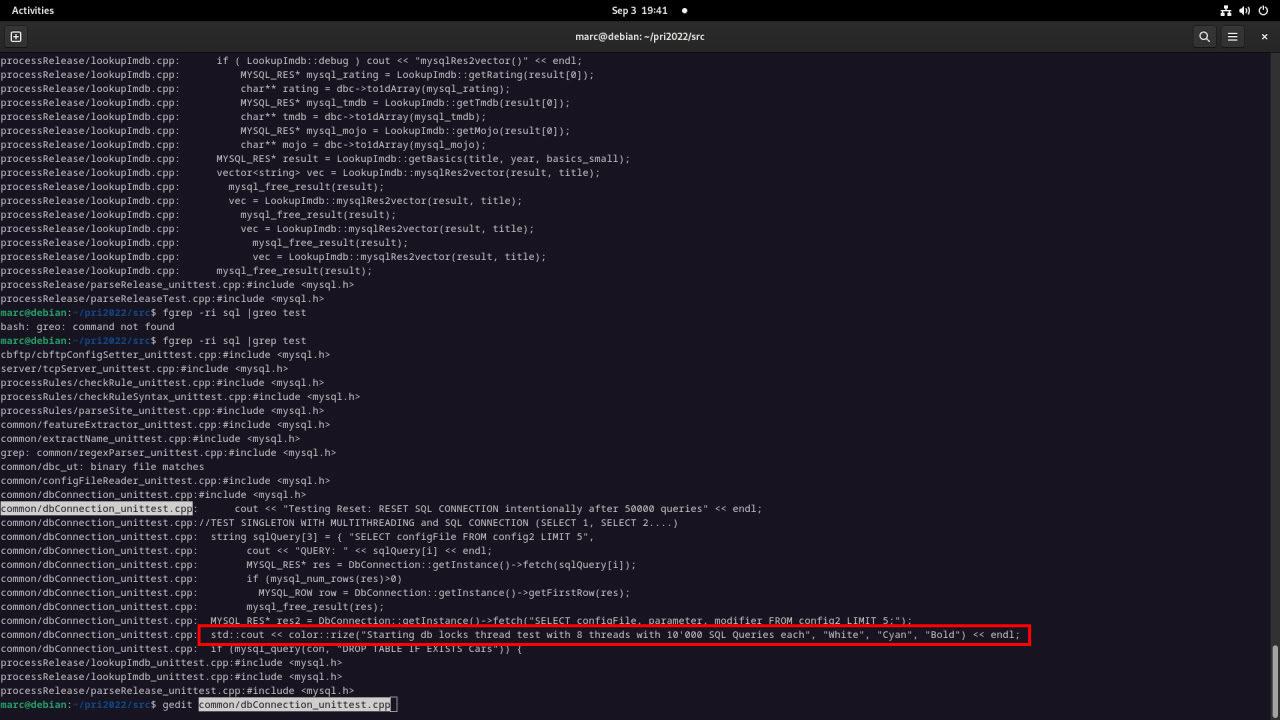 Activities
Sep 3 19:41
marc@debian: ~/pri2022/src
processRelease/lookupImdb.cpp: if ( LookupImdb::debug ) cout << "mysqlRes2vector()" << endl;
processRelease/lookupImdb.cpp: MYSQL_RES* mysql_rating = LookupImdb::getRating(result[0]);
processRelease/lookupImdb.cpp: char** rating = dbc->to1dArray(mysql_rating);
processRelease/lookupImdb.cpp: MYSQL_RES* mysql_tmdb = LookupImdb::getTmdb(result[0]);
processRelease/lookupImdb.cpp: char** tmdb = dbc->to1dArray(mysql_tmdb);
processRelease/lookupImdb.cpp: MYSQL_RES* mysql_mojo = LookupImdb::getMojo(result[0]);
processRelease/lookupImdb.cpp: char** mojo = dbc->to1dArray(mysql_mojo);
processRelease/lookupImdb.cpp: MYSQL_RES* result = LookupImdb::getBasics(title, year, basics_small);
processRelease/lookupImdb.cpp: vector<string> vec = LookupImdb::mysqlRes2vector(result, title);
processRelease/lookupImdb.cpp: mysql_free_result(result);
processRelease/lookupImdb.cpp: vec = LookupImdb::mysqlRes2vector(result, title);
processRelease/lookupImdb.cpp: mysql_free_result(result);
processRelease/lookupImdb.cpp: vec = LookupImdb::mysqlRes2vector(result, title);
processRelease/lookupImdb.cpp: mysql_free_result(result);
processRelease/lookupImdb.cpp: vec = LookupImdb::mysqlRes2vector(result, title);
processRelease/lookupImdb.cpp: mysql_free_result(result);
processRelease/parseRelease_unittest.cpp:#include <mysql.h>
processRelease/parseReleaseTest.cpp:#include <mysql.h>
marc@debian:~/pri2022/src$ fgrep -ri sql |greo test
bash: greo: command not found
marc@debian:~/pri2022/src$ fgrep -ri sql |grep test
cbftp/cbftpConfigSetter_unittest.cpp:#include <mysql.h>
server/tcpServer_unittest.cpp:#include <mysql.h>
processRules/checkRule_unittest.cpp:#include <mysql.h>
processRules/checkRuleSyntax_unittest.cpp:#include <mysql.h>
processRules/parseSite_unittest.cpp:#include <mysql.h>
common/featureExtractor_unittest.cpp:#include <mysql.h>
common/extractName_unittest.cpp:#include <mysql.h>
grep: common/regexParser_unittest.cpp:#include <mysql.h>
common/dbc_ut: binary file matches
common/configFileReader_unittest.cpp:#include <mysql.h>
common/dbConnection_unittest.cpp:#include <mysql.h>
common/dbConnection_unittest.cpp: cout << "Testing Reset: RESET SQL CONNECTION intentionally after 50000 queries" << endl;
common/dbConnection_unittest.cpp://TEST SINGLETON WITH MULTITHREADING and SQL CONNECTION (SELECT 1, SELECT 2....)
common/dbConnection_unittest.cpp: string sqlQuery[3] = { "SELECT configFile FROM config2 LIMIT 5",
common/dbConnection_unittest.cpp: cout << "QUERY: " << sqlQuery[i] << endl;
common/dbConnection_unittest.cpp: MYSQL_RES* res = DbConnection::getInstance()->fetch(sqlQuery[i]);
common/dbConnection_unittest.cpp: if (mysql_num_rows(res)>0)
common/dbConnection_unittest.cpp: MYSQL_ROW row = DbConnection::getInstance()->getFirstRow(res);
common/dbConnection_unittest.cpp: mysql_free_result(res);
common/dbConnection_unittest.cpp: MYSQL_RES* res2 = DbConnection::getInstance()->fetch("SELECT configFile, parameter, modifier FROM config2 LIMIT 5;");
common/dbConnection_unittest.cpp: std::cout << color::rize("Starting db locks thread test with 8 threads with 10'000 SQL Queries each", "White", "Cyan", "Bold") << endl;
common/dbConnection_unittest.cpp: if (mysql_query(con, "DROP TABLE IF EXISTS Cars")) {
processRelease/lookupImdb_unittest.cpp:#include <mysql.h>
processRelease/lookupImdb_unittest.cpp:#include <mysql.h>
processRelease/parseRelease_unittest.cpp:#include <mysql.h>
marc@debian:~/pri2022/src$ gedit common/dbConnection_unittest.cpp